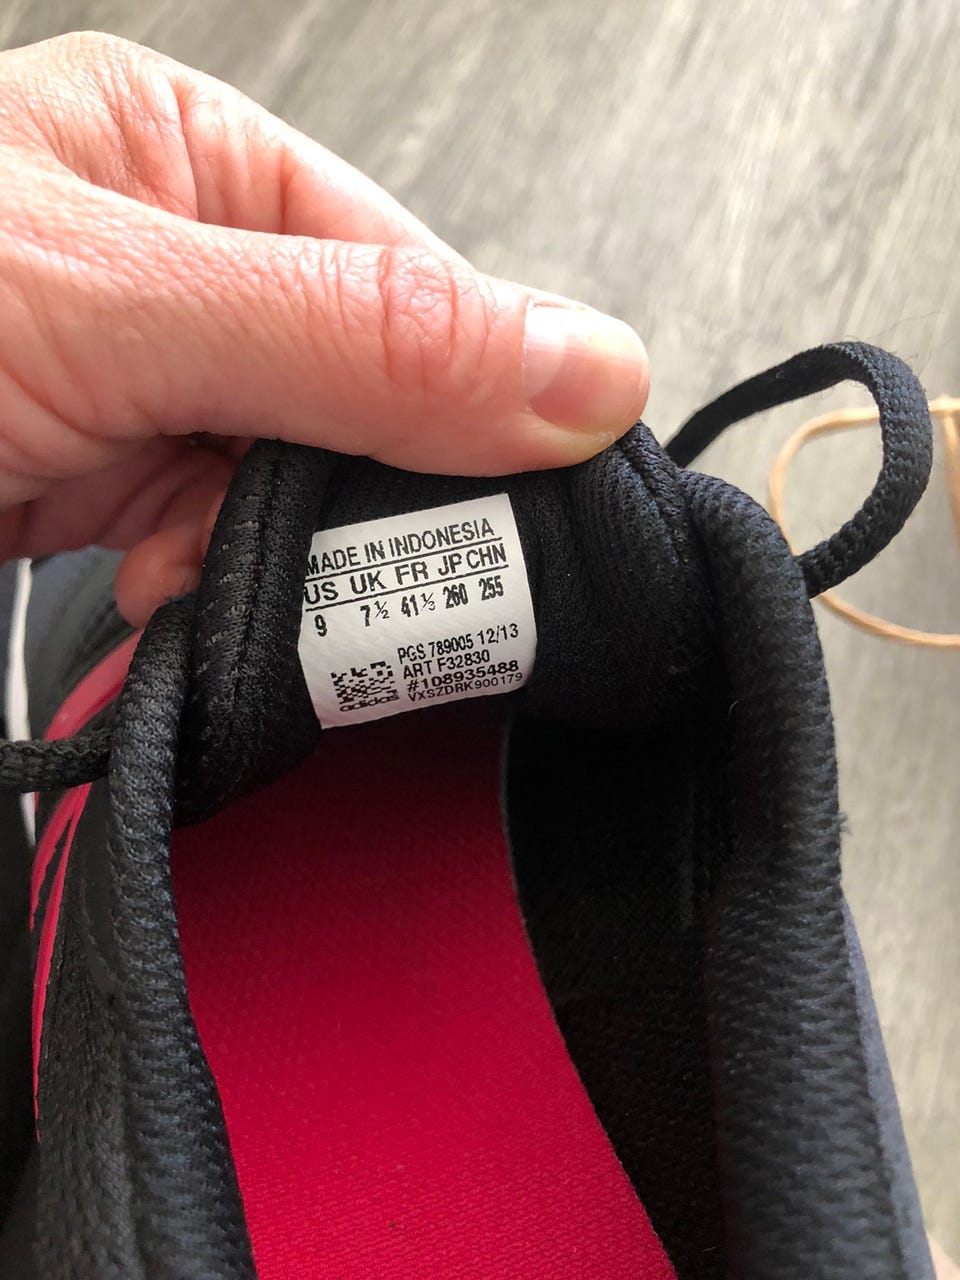 MADE IN INDONESIA
US UK FR JP CHN
9 7½ 41⅓ 260 255
PGS 789005 12/13
ART F32830
#108935488
adidas VXSZDRK900179